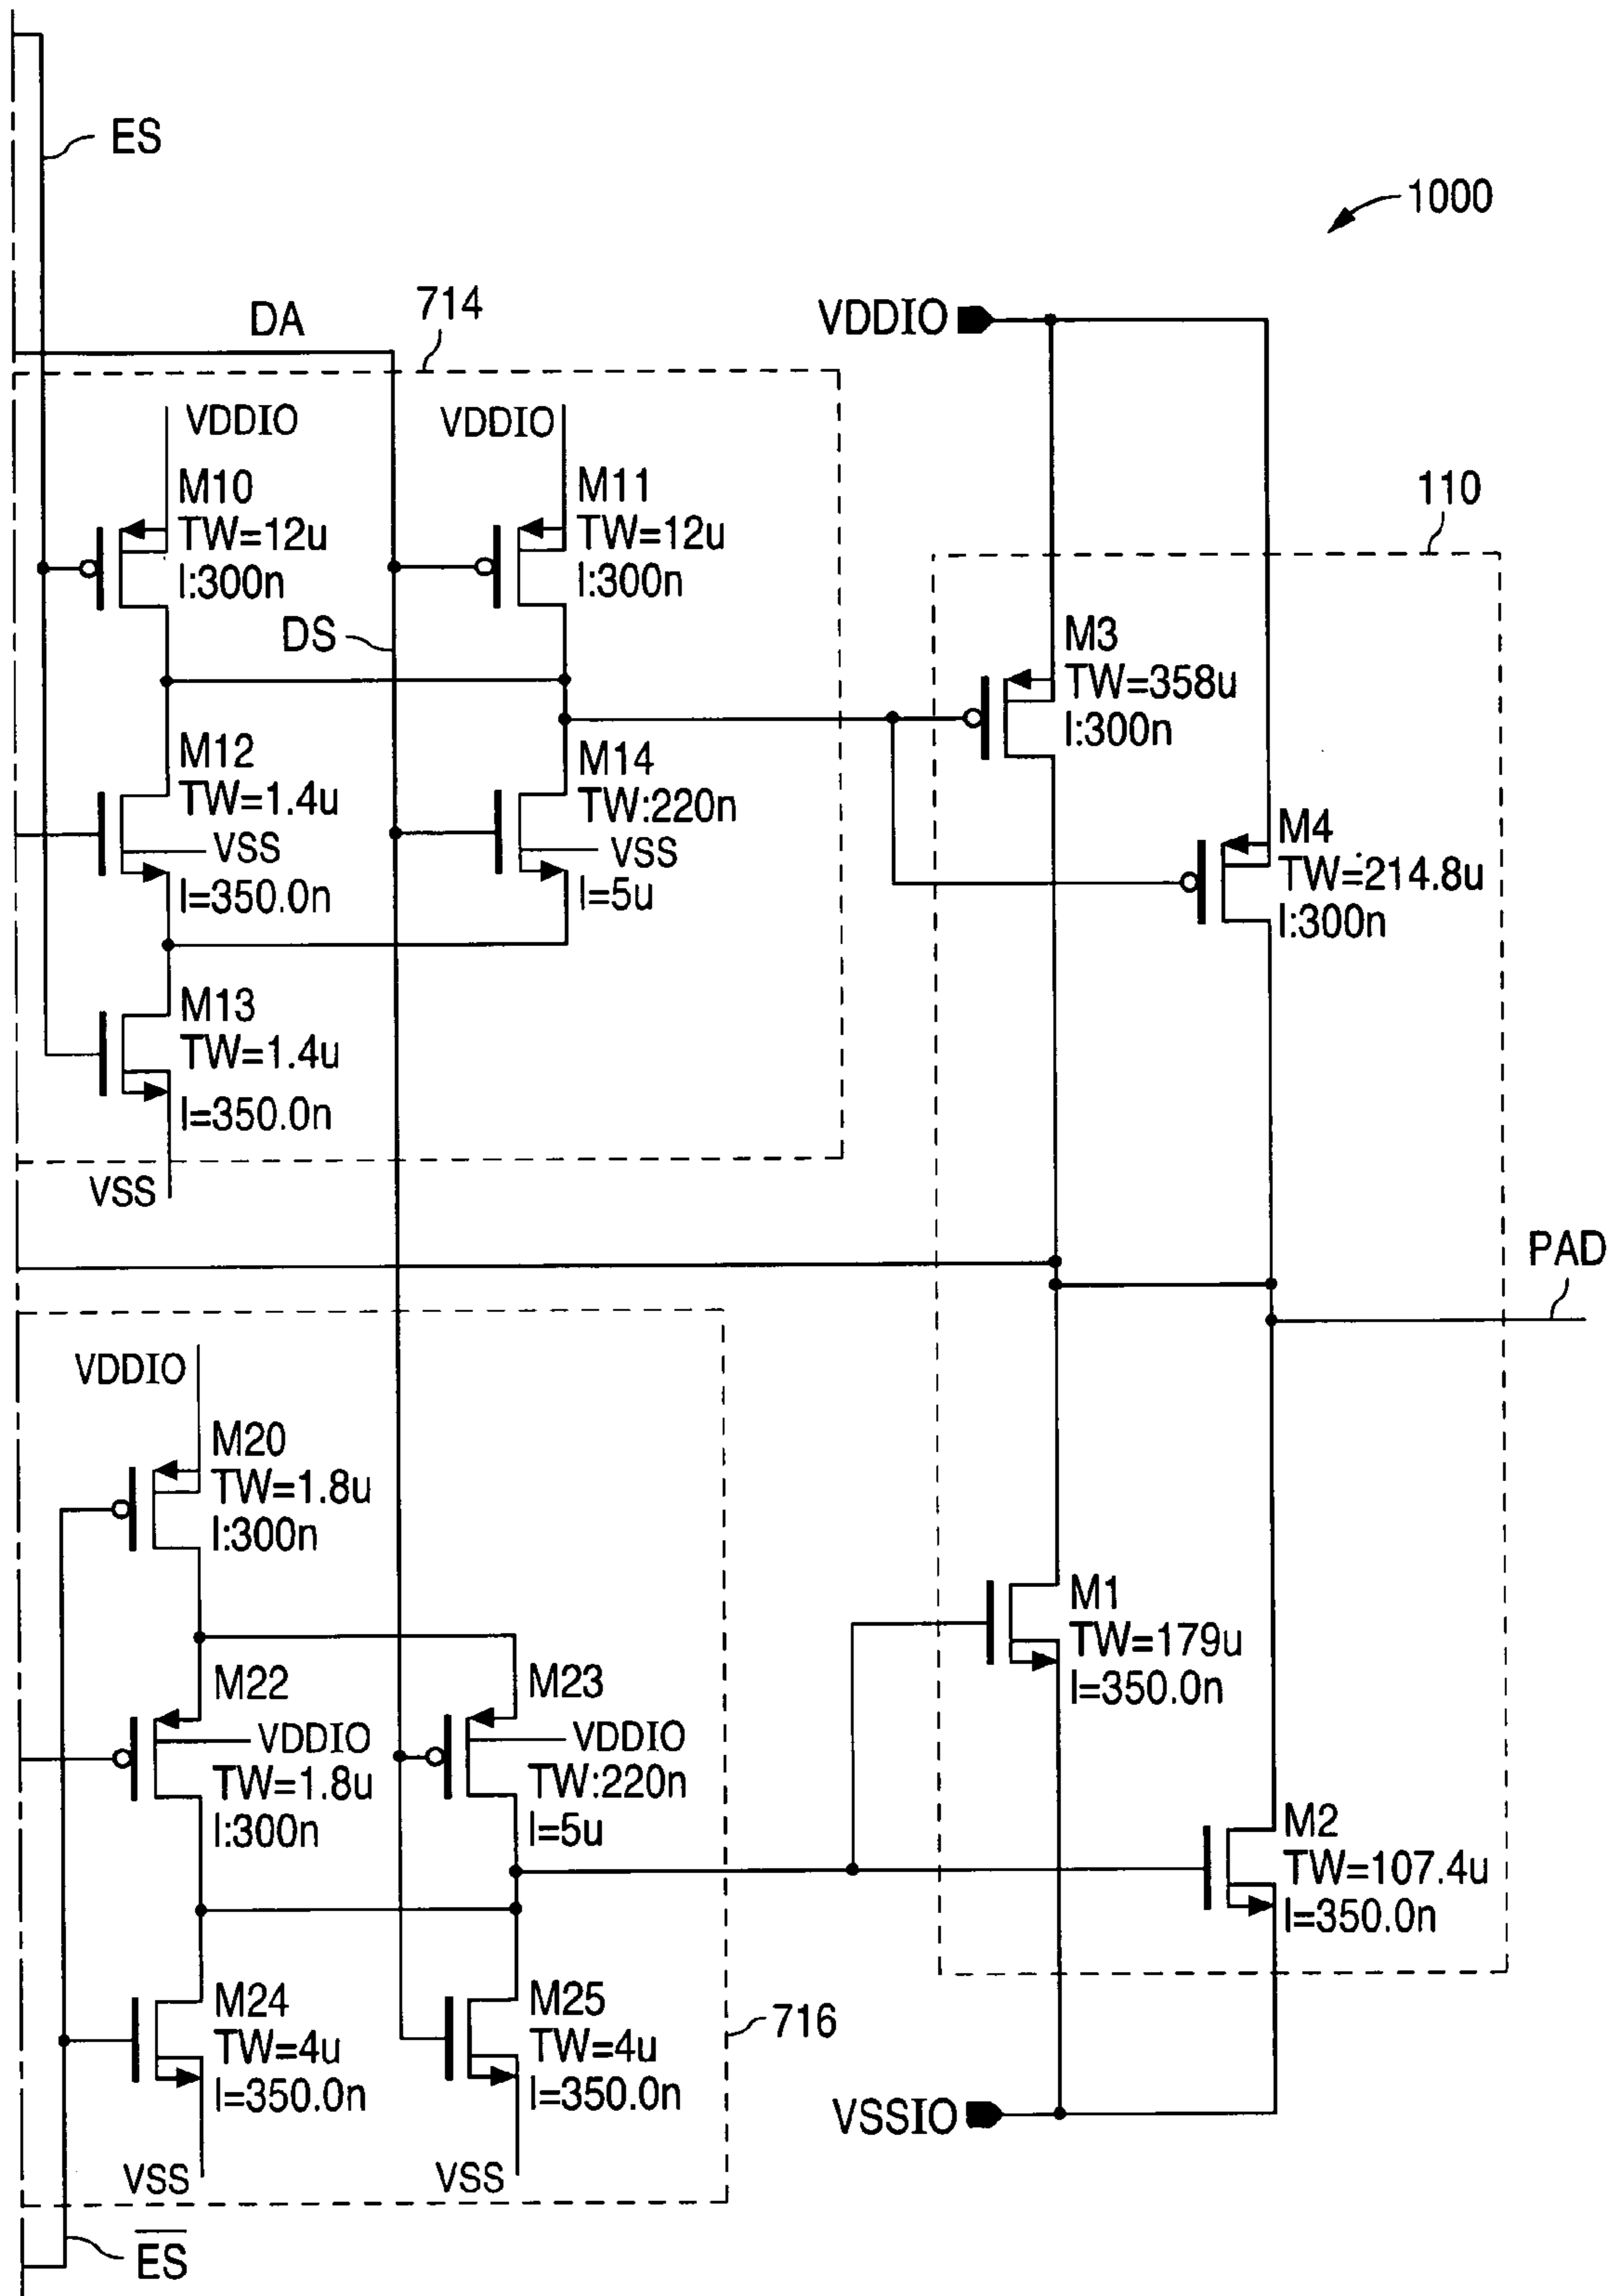 ES
1000
DA
714
VDDIO
VDDIO
VDDIO
M10
TW=12u
l:300n
M11
TW=12u
l:300n
110
DS
M3
TW=358u
l:300n
M12
TW=1.4u
VSS
l=350.0n
M14
TW:220n
VSS
l=5u
M4
TW=214.8u
l:300n
M13
TW=1.4u
l=350.0n
VSS
PAD
VDDIO
M20
TW=1.8u
l:300n
M22
VDDIO
TW=1.8u
l:300n
M23
VDDIO
TW:220n
l=5u
M1
TW=179u
l=350.0n
M2
TW=107.4u
l=350.0n
M24
TW=4u
l=350.0n
M25
TW=4u
l=350.0n
716
VSSIO
VSS
VSS
E̅S̅